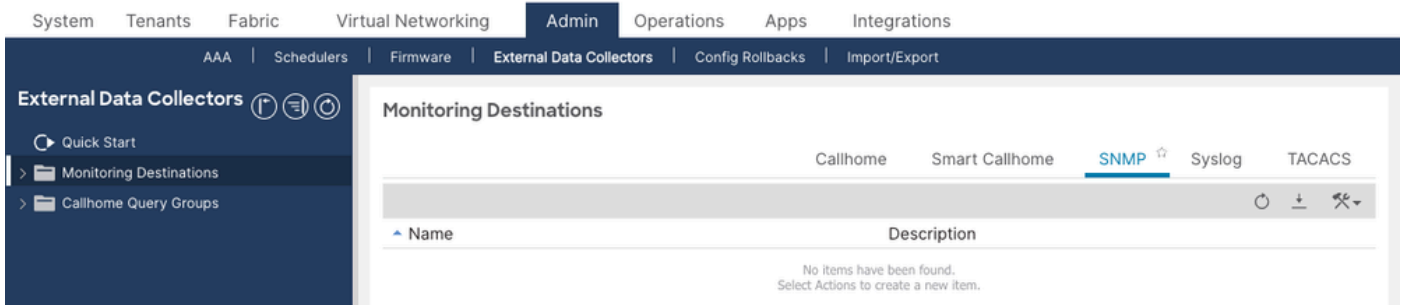 System Tenants Fabric Virtual Networking Admin Operations Apps Integrations
AAA | Schedulers | Firmware | External Data Collectors | Config Rollbacks | Import/Export
External Data Collectors
Quick Start
Monitoring Destinations
Callhome Query Groups
Monitoring Destinations
Callhome Smart Callhome SNMP Syslog TACACS
Name Description
No items have been found.
Select Actions to create a new item.